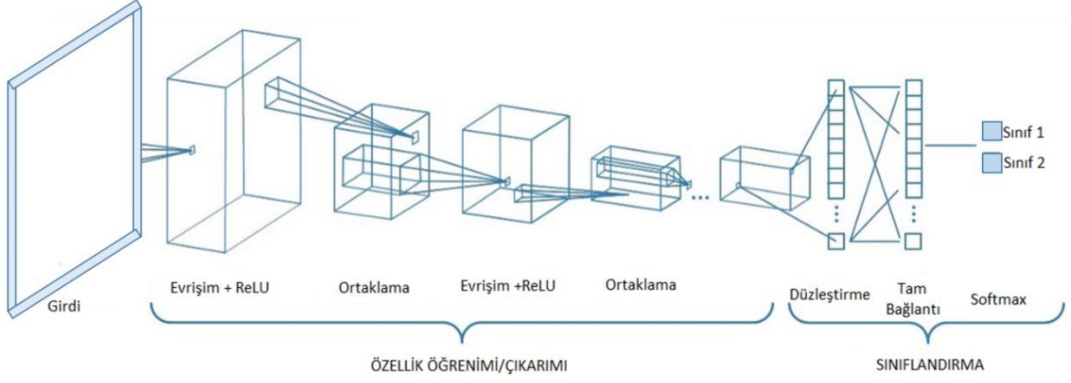 Sınıf 1
Sınıf 2
Girdi
Evrişim + ReLU
Ortaklama
Evrişim +ReLU
Ortaklama
...
Düzleştirme
Tam
Bağlantı
Softmax
ÖZELLİK ÖĞRENİMİ/ÇIKARIMI
SINIFLANDIRMA